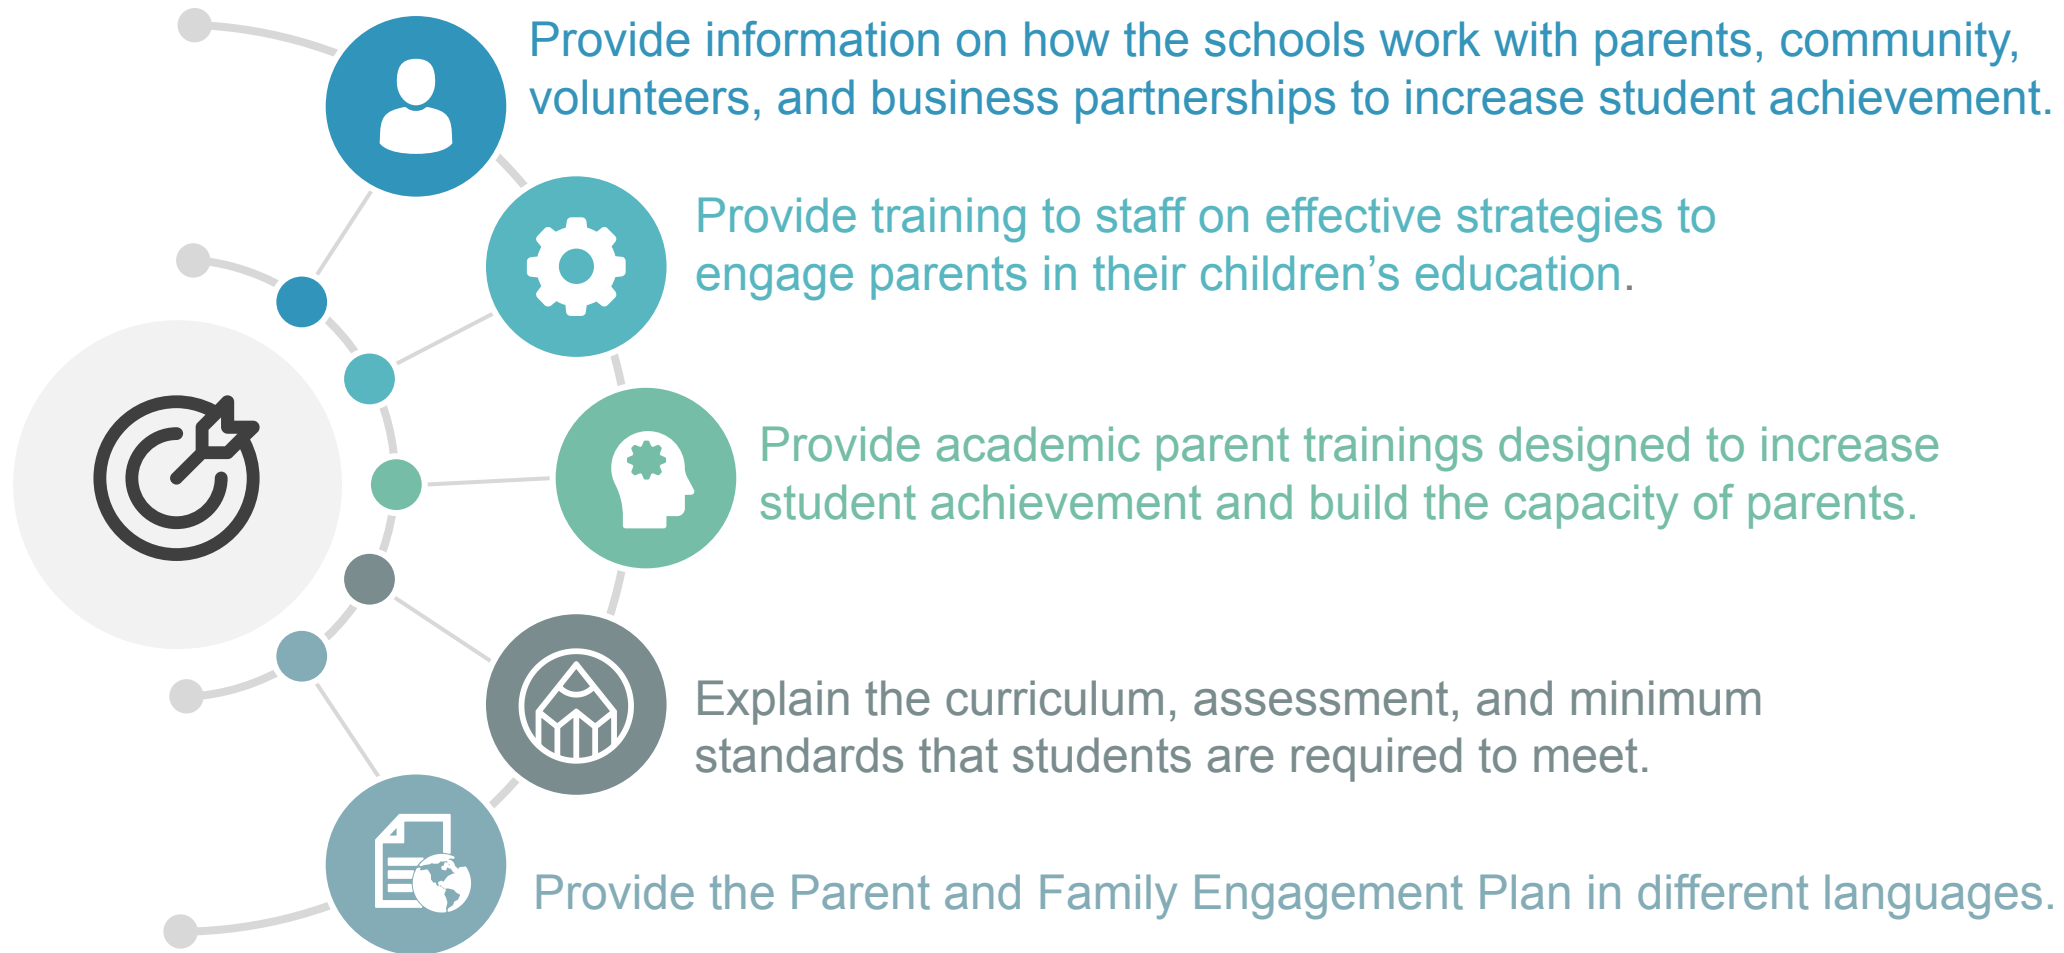 Provide information on how the schools work with parents, community,
volunteers, and business partnerships to increase student achievement.
Provide training to staff on effective strategies to
engage parents in their children’s education.
Provide academic parent trainings designed to increase
student achievement and build the capacity of parents.
Explain the curriculum, assessment, and minimum
standards that students are required to meet.
Provide the Parent and Family Engagement Plan in different languages.